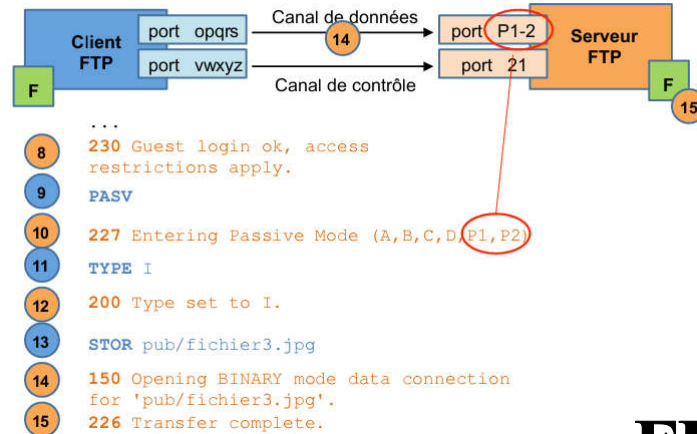 Client
FTP
port opqrs
port vwxyz
Canal de données
14
Canal de contrôle
port P1-2
port 21
Serveur
FTP
F
F
15
...
8 230 Guest login ok, access
restrictions apply.
9 PASV
10 227 Entering Passive Mode (A,B,C,D,P1,P2)
11 TYPE I
12 200 Type set to I.
13 STOR pub/fichier3.jpg
14 150 Opening BINARY mode data connection
for 'pub/fichier3.jpg'.
15 226 Transfer complete.